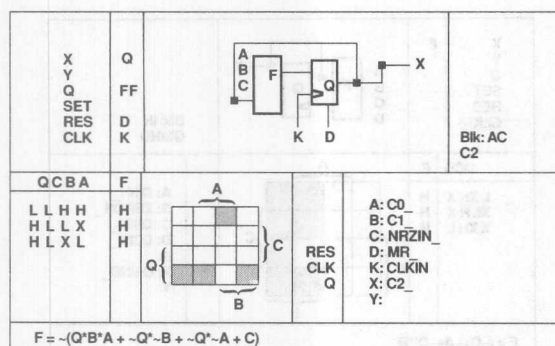 X Q
Y
Q FF
SET
RES D
CLK K
A
B
C
F
Q
X
K D
Blk: AC
C2
Q C B A F
L L H H H
H L L X H
H L X L H
A
C
Q
B
RES
CLK
Q
A: C0_
B: C1_
C: NRZIN_
D: MR_
K: CLKIN
X: C2_
Y:
F = ~(Q*B*A + ~Q*~B + ~Q*~A + C)